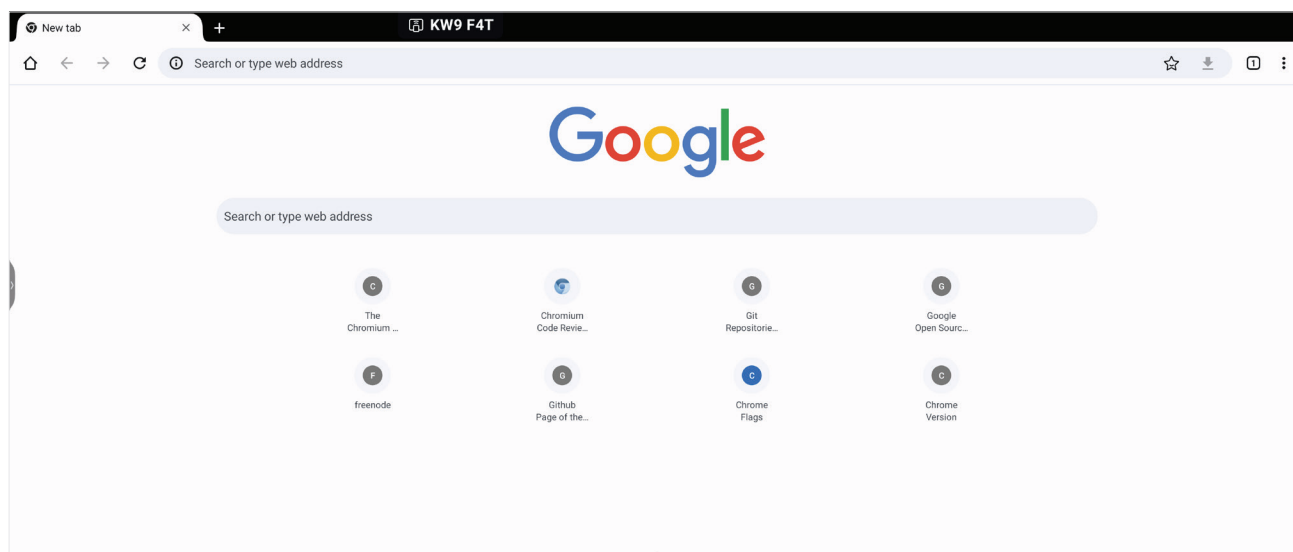 New tab
KW9 F4T
Search or type web address
1
Google
Search or type web address
C
G
G
The
Chromium ...
Chromium
Code Revie...
Git
Repositorie...
Google
Open Sourc...
F
G
C
C
freenode
Github
Page of the...
Chrome
Flags
Chrome
Version